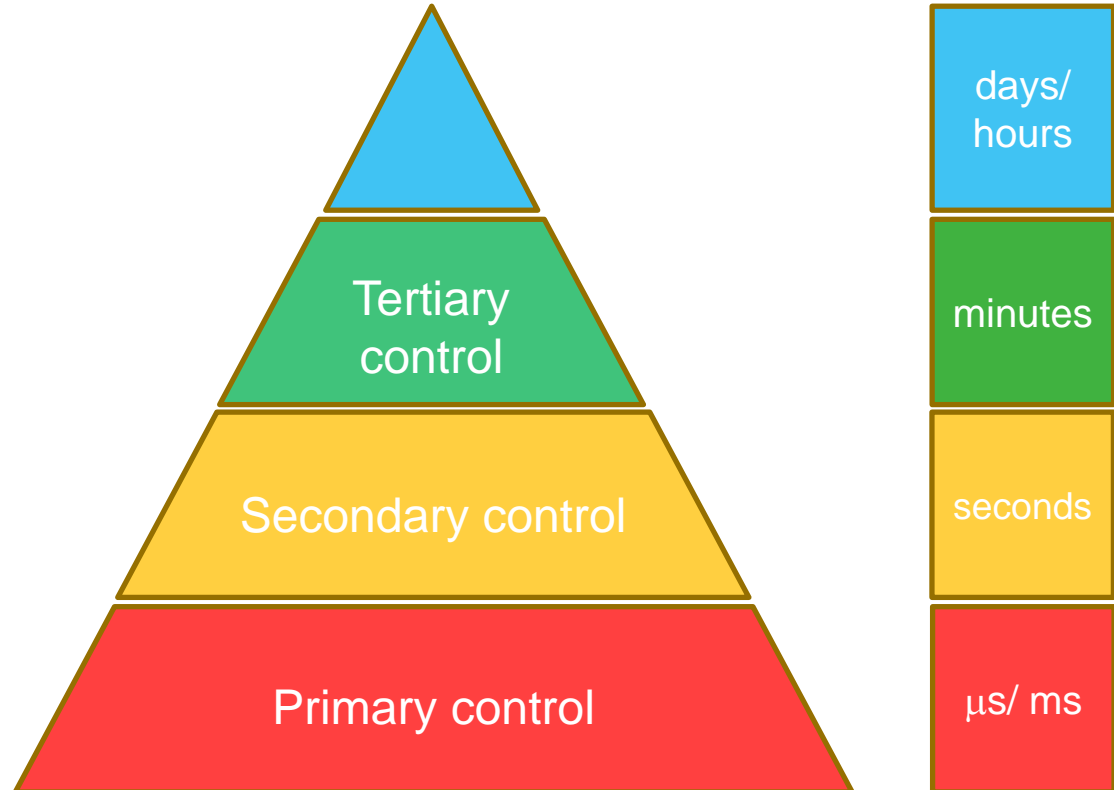 days/
hours
Tertiary
control
minutes
Secondary control
seconds
Primary control
μs/ ms